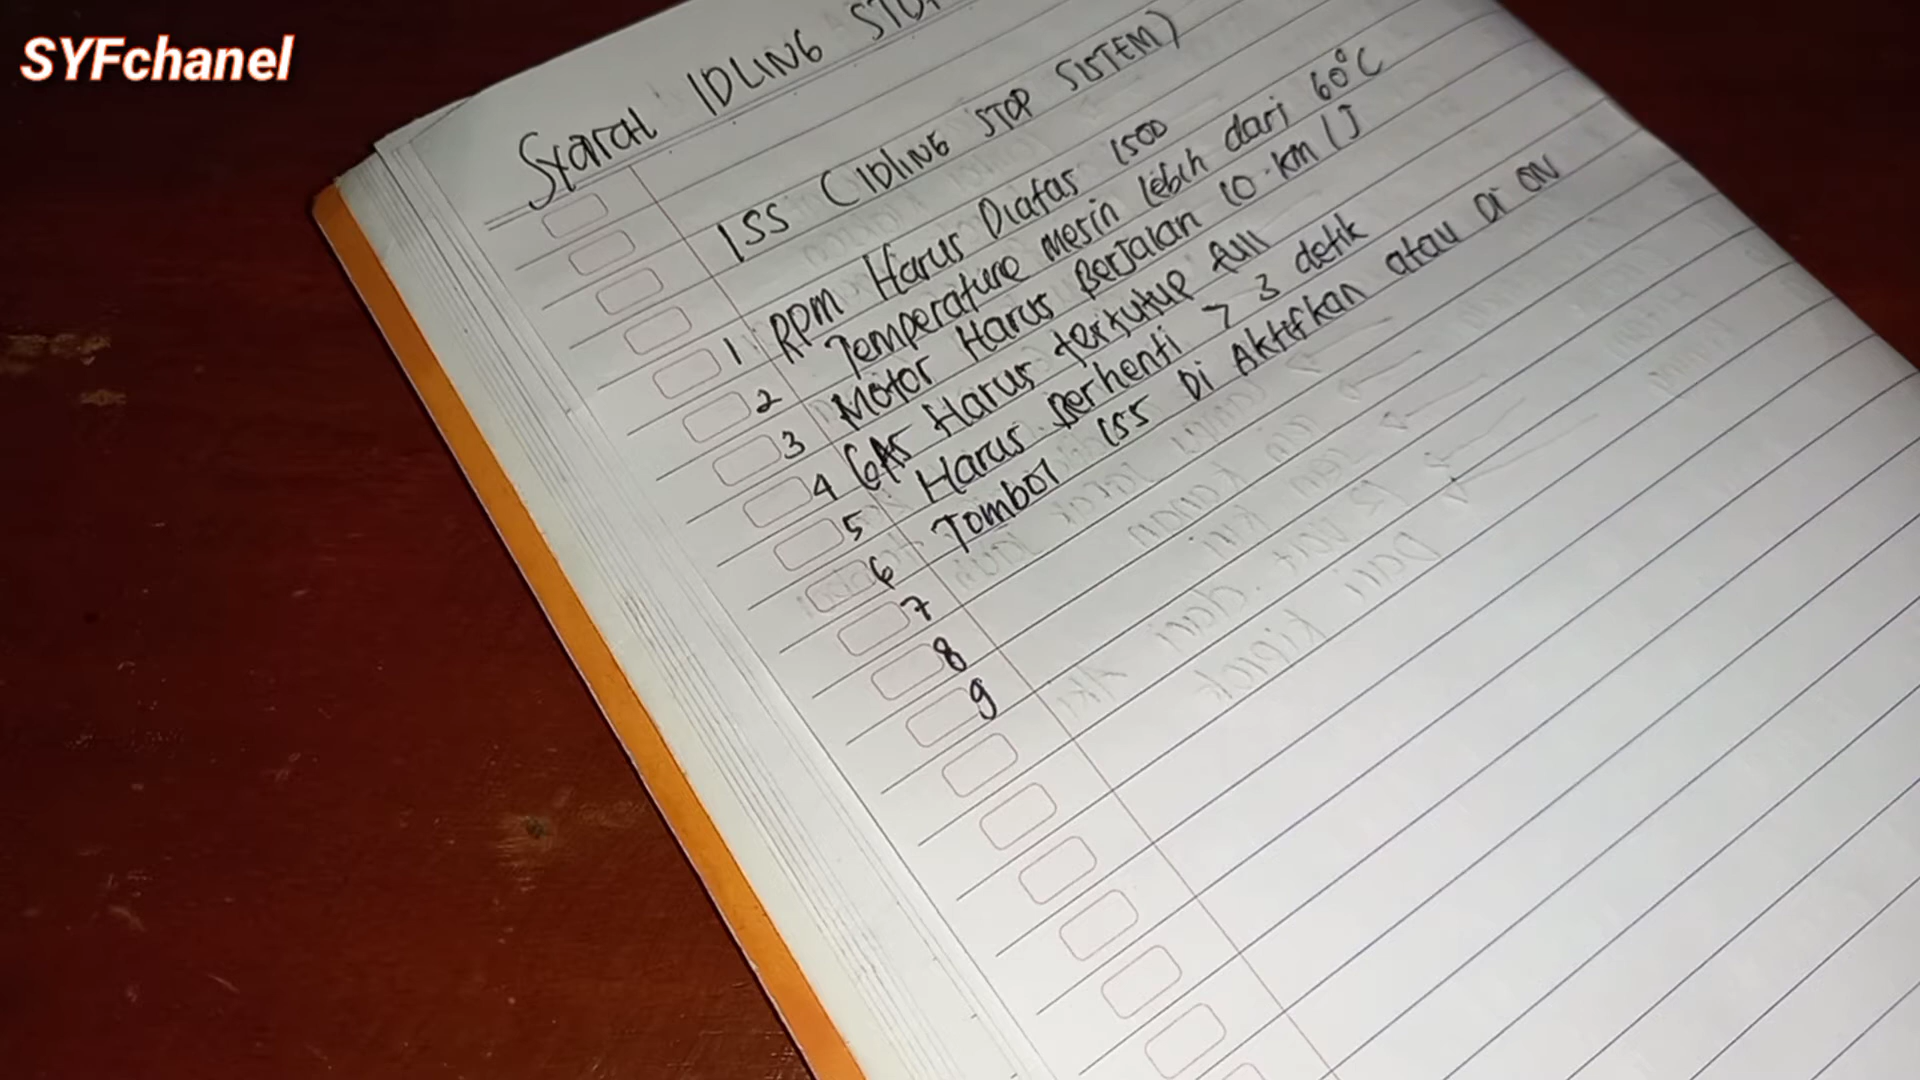 SYFchanel
Syarat IDLING STOP
ISS (IDLING STOP SISTEM)
1 RPM Harus Diatas 1500
2 Temperature mesin lebih dari 60°C
3 Motor Harus Berjalan 10 km/J
4 GAS Harus tertutup full
5 Harus Berhenti > 3 detik
6 Tombol ISS Di Aktifkan atau Di ON
7
8
9